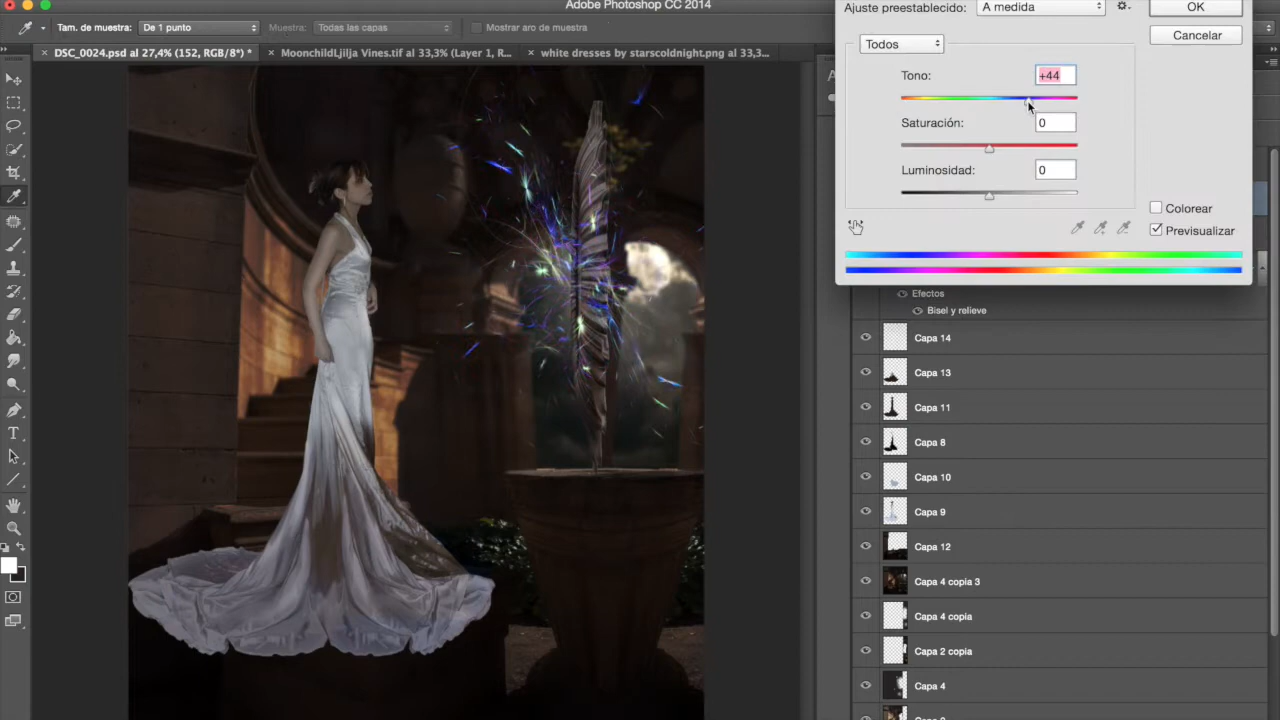 Adobe Photoshop CC 2014
Tam. de muestra: De 1 punto Muestra: Todas las capas Mostrar aro de muestra
DSC_0024.psd al 27,4% (152, RGB/8*) * MoonchildLjilja Vines.tif al 33,3% (Layer 1, R... white dresses by starscoldnight.png al 33,3...
Ajuste preestablecido: A medida OK
Cancelar
Todos
Tono: +44
Saturación: 0
Luminosidad: 0
Colorear
Previsualizar
Efectos
Bisel y relieve
Capa 14
Capa 13
Capa 11
Capa 8
Capa 10
Capa 9
Capa 12
Capa 4 copia 3
Capa 4 copia
Capa 2 copia
Capa 4